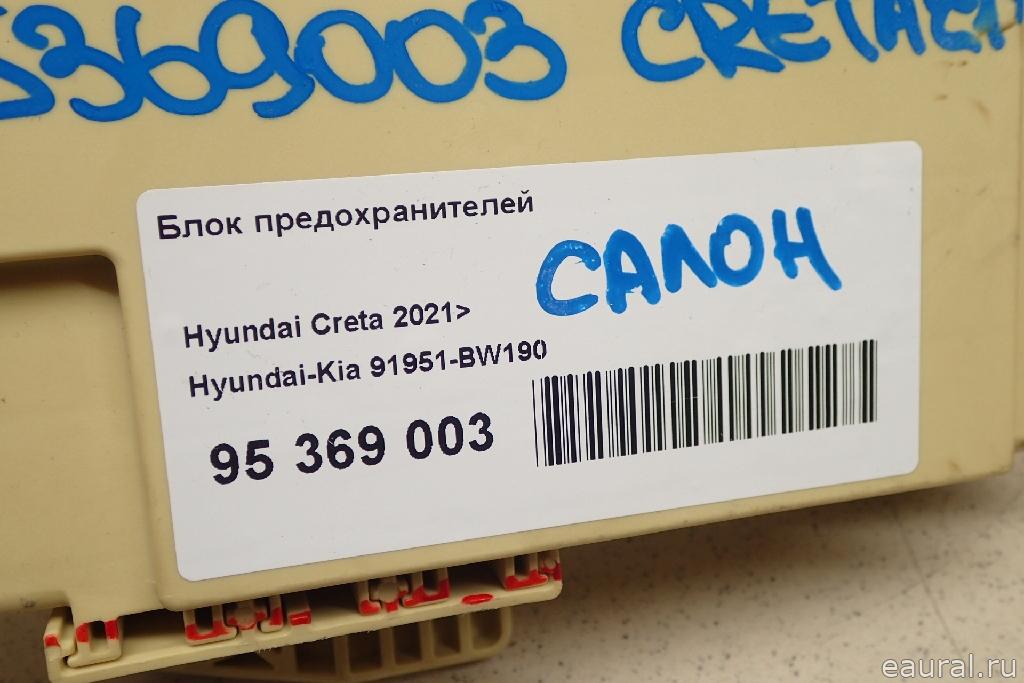 5369003 CRETA
Блок предохранителей
САЛОН
Hyundai Creta 2021>
Hyundai-Kia 91951-BW190
95 369 003
eaural.ru